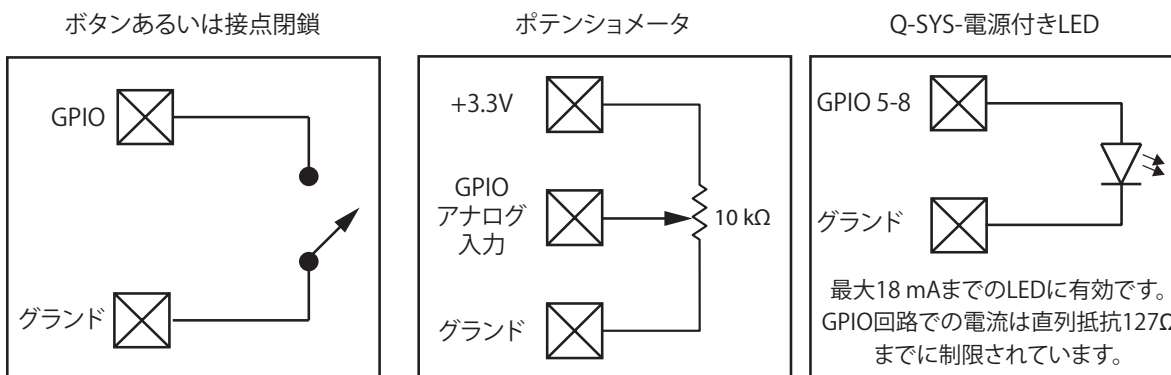 ボタンあるいは接点閉鎖
GPIO
グランド
ポテンショメータ
+3.3V
GPIO
アナログ
入力
10 kΩ
グランド
Q-SYS-電源付きLED
GPIO 5-8
グランド
最大18 mAまでのLEDに有効です。
GPIO回路での電流は直列抵抗127Ω
までに制限されています。